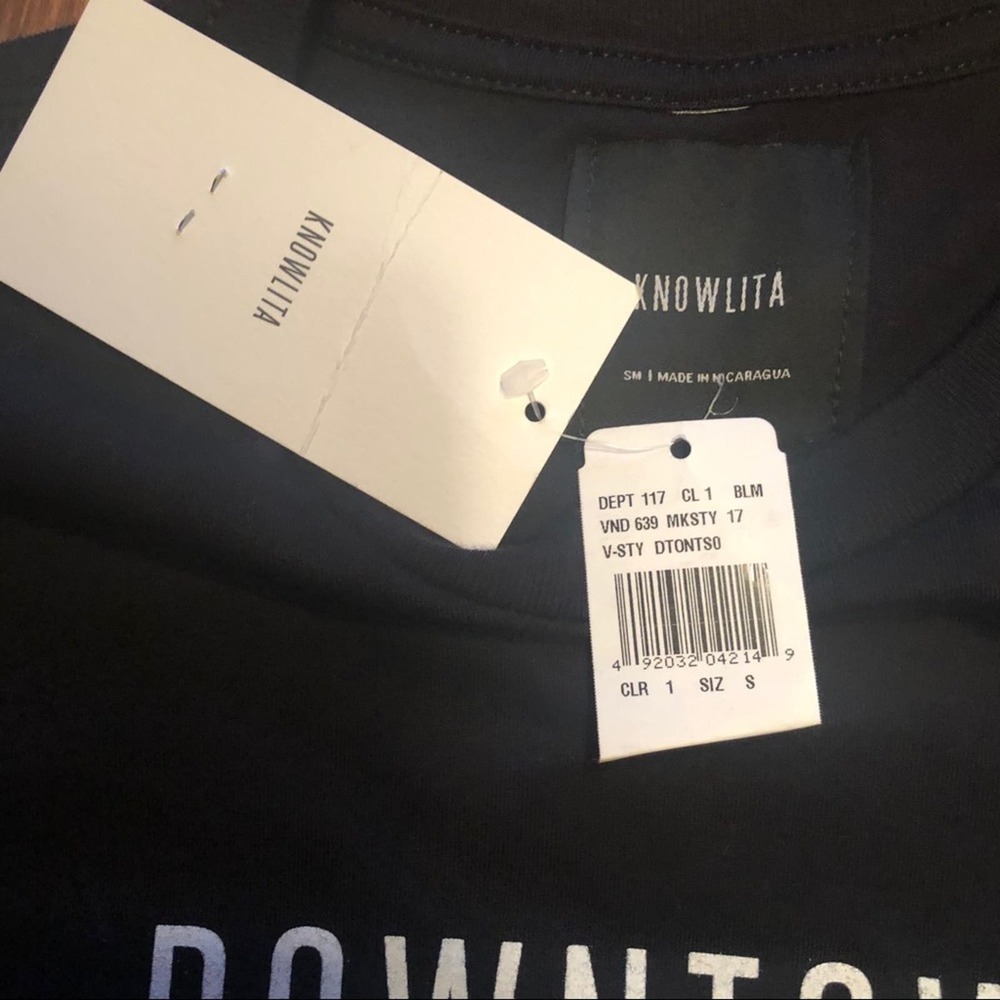 KNOWLITA
KNOWLITA
SM | MADE IN NICARAGUA
DEPT 117 CL 1 BLM
VND 639 MKSTY 17
V-STY DTONTS0
4 92032 04214 9
CLR 1 SIZ S
DOWNTOW